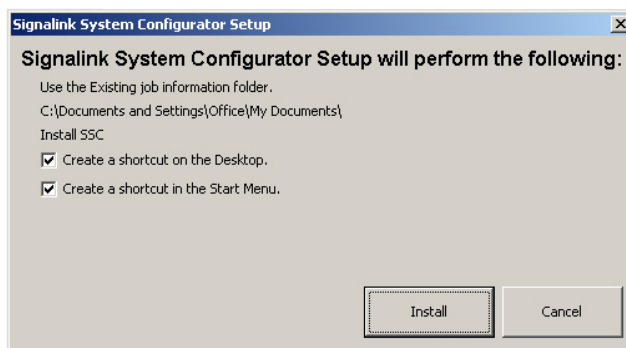 Signalink System Configurator Setup
Signalink System Configurator Setup will perform the following:
Use the Existing job information folder.
C:\Documents and Settings\Office\My Documents\
Install SSC
Create a shortcut on the Desktop.
Create a shortcut in the Start Menu.
Install Cancel